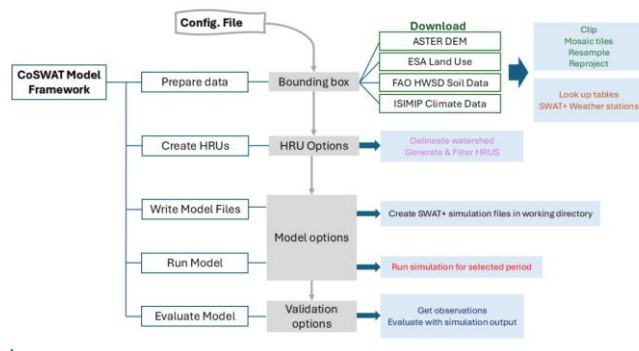 Config. File
Download
CoSWAT Model
Framework
Prepare data
Bounding box
ASTER DEM
ESA Land Use
FAO HWSD Soil Data
ISIMIP Climate Data
Clip
Mosaic tiles
Resample
Reproject
Look up tables
SWAT+ Weather stations
Create HRUs
HRU Options
Delineate watershed
Generate & Filter HRUS
Write Model Files
Model options
Create SWAT+ simulation files in working directory
Run Model
Run simulation for selected period
Evaluate Model
Validation
options
Get observations
Evaluate with simulation output